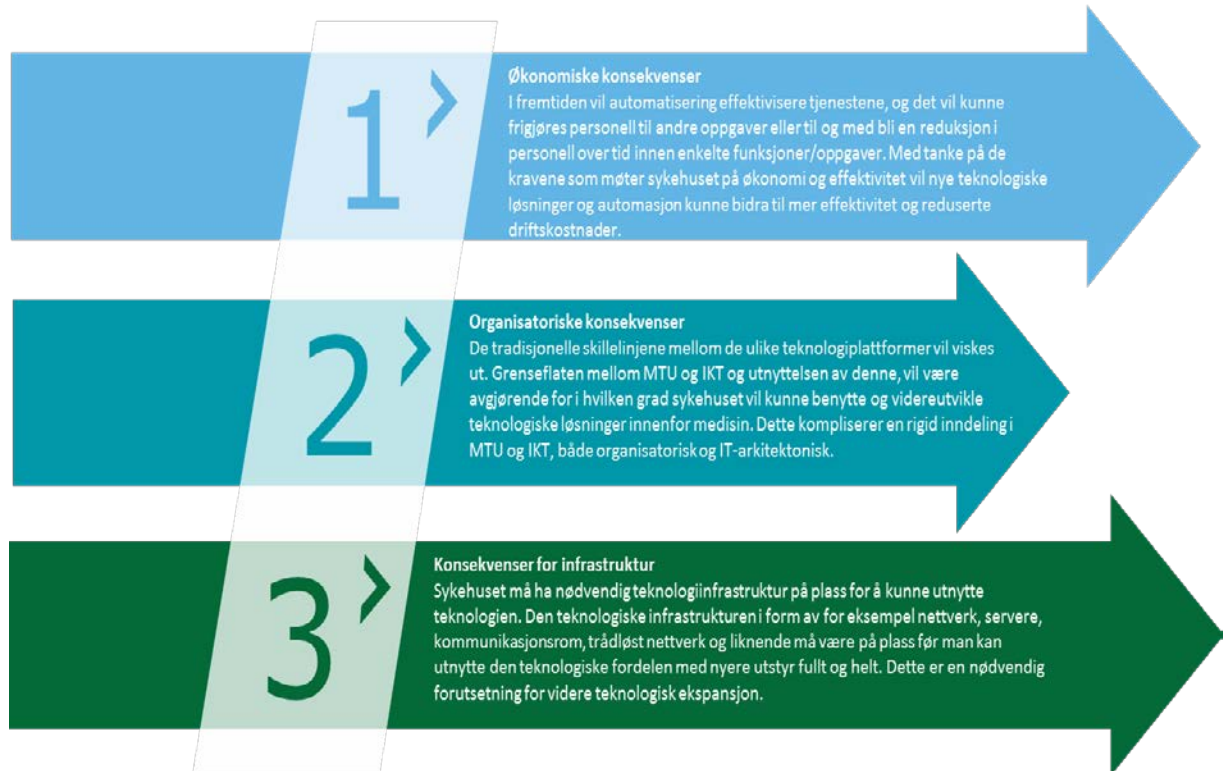 1
Økonomiske konsekvenser
I fremtiden vil automatisering effektivisere tjenestene, og det vil kunne
frigjøres personell til andre oppgaver eller til og med bli en reduksjon i
personell over tid innen enkelte funksjoner/oppgaver. Med tanke på de
kravene som møter sykehuset på økonomi og effektivitet vil nye teknologiske
løsninger og automasjon kunne bidra til mer effektivitet og reduserte
driftskostnader.
2
Organisatoriske konsekvenser
De tradisjonelle skillelinjene mellom de ulike teknologiplattformer vil viskes
ut. Grenseflaten mellom MTU og IKT og utnyttelsen av denne, vil være
avgjørende for i hvilken grad sykehuset vil kunne benytte og videreutvikle
teknologiske løsninger innenfor medisin. Dette kompliserer en rigid inndeling i
MTU og IKT, både organisatorisk og IT-arkitektonisk.
3
Konsekvenser for infrastruktur
Sykehuset må ha nødvendig teknologiinfrastruktur på plass for å kunne utnytte
teknologien. Den teknologiske infrastrukturen i form av for eksempel nettverk, servere,
kommunikasjonsrom, trådløst nettverk og liknende må være på plass før man kan
utnytte den teknologiske fordelen med nyere utstyr fullt og helt. Dette er en nødvendig
forutsetning for videre teknologisk ekspansjon.